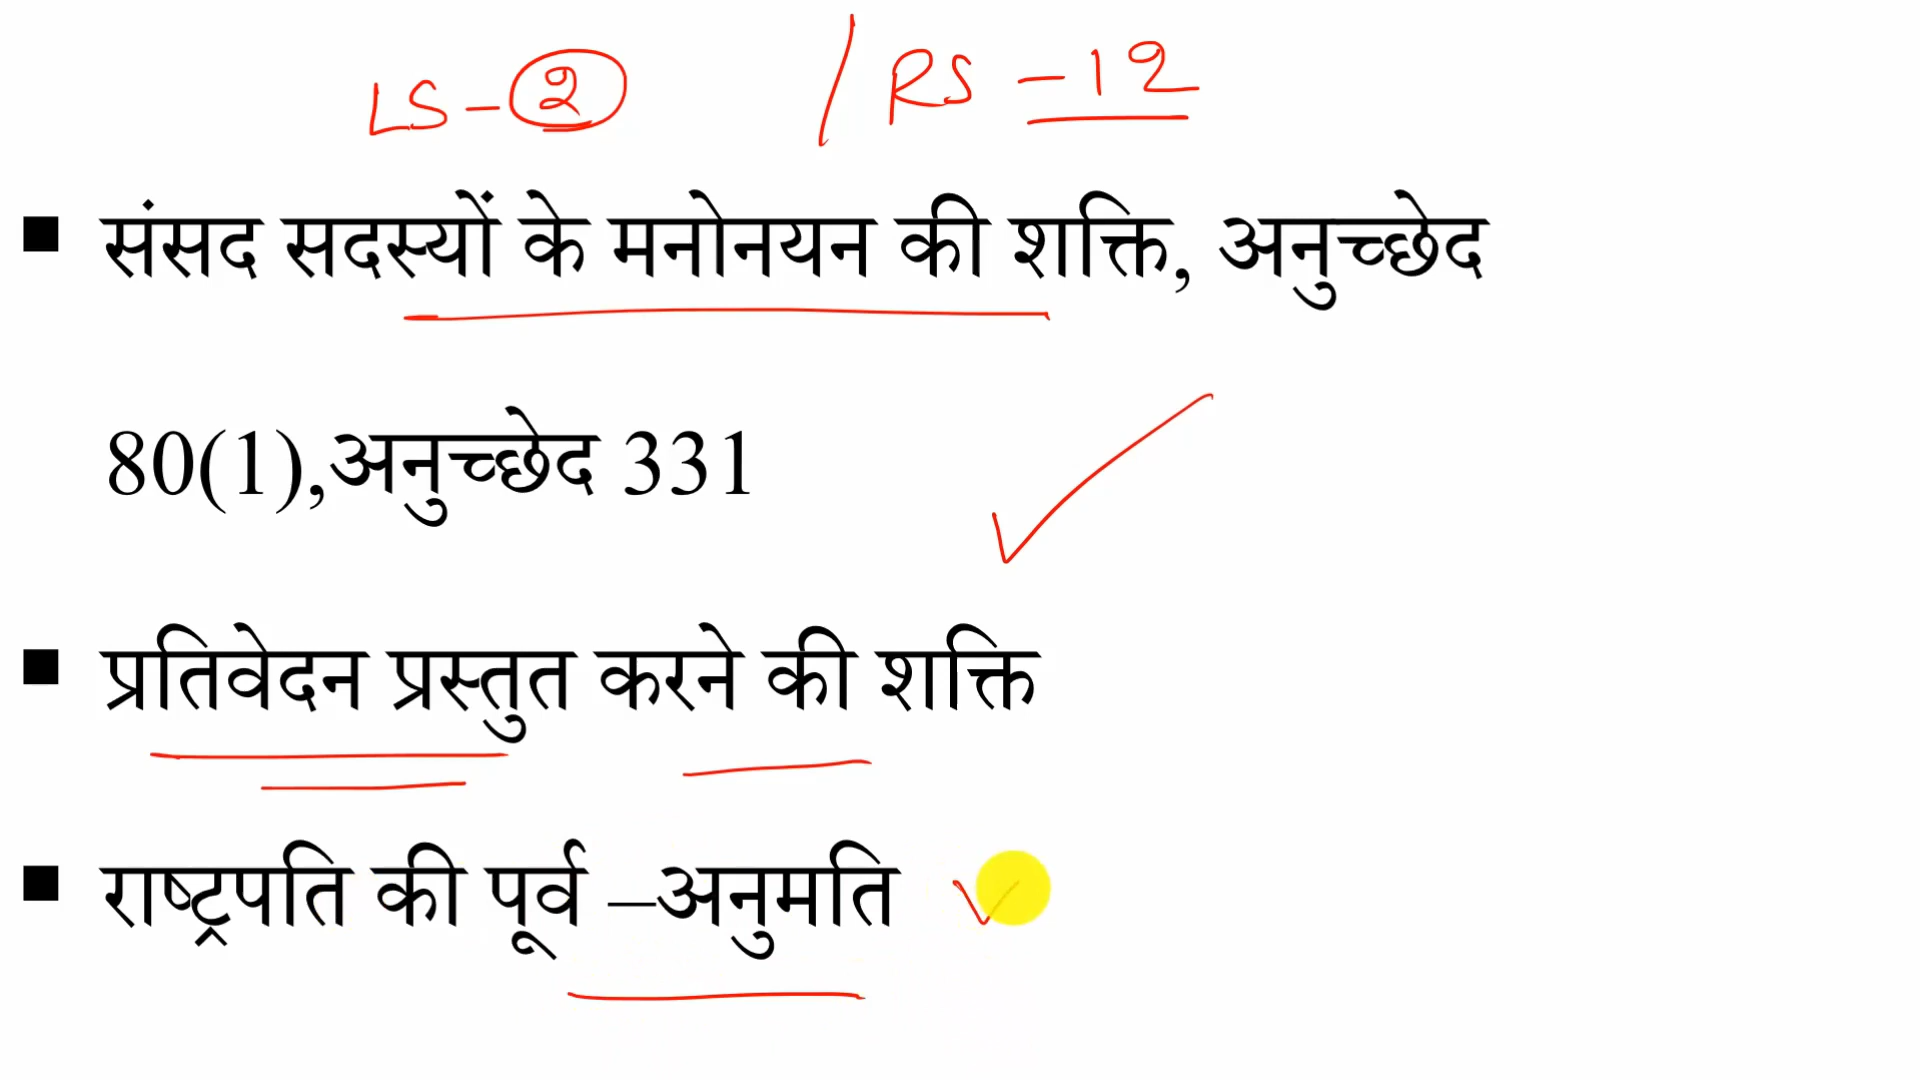 LS-2 / RS -12
▪ संसद सदस्यों के मनोनयन की शक्ति, अनुच्छेद
80(1),अनुच्छेद 331
▪ प्रतिवेदन प्रस्तुत करने की शक्ति
▪ राष्ट्रपति की पूर्व –अनुमति